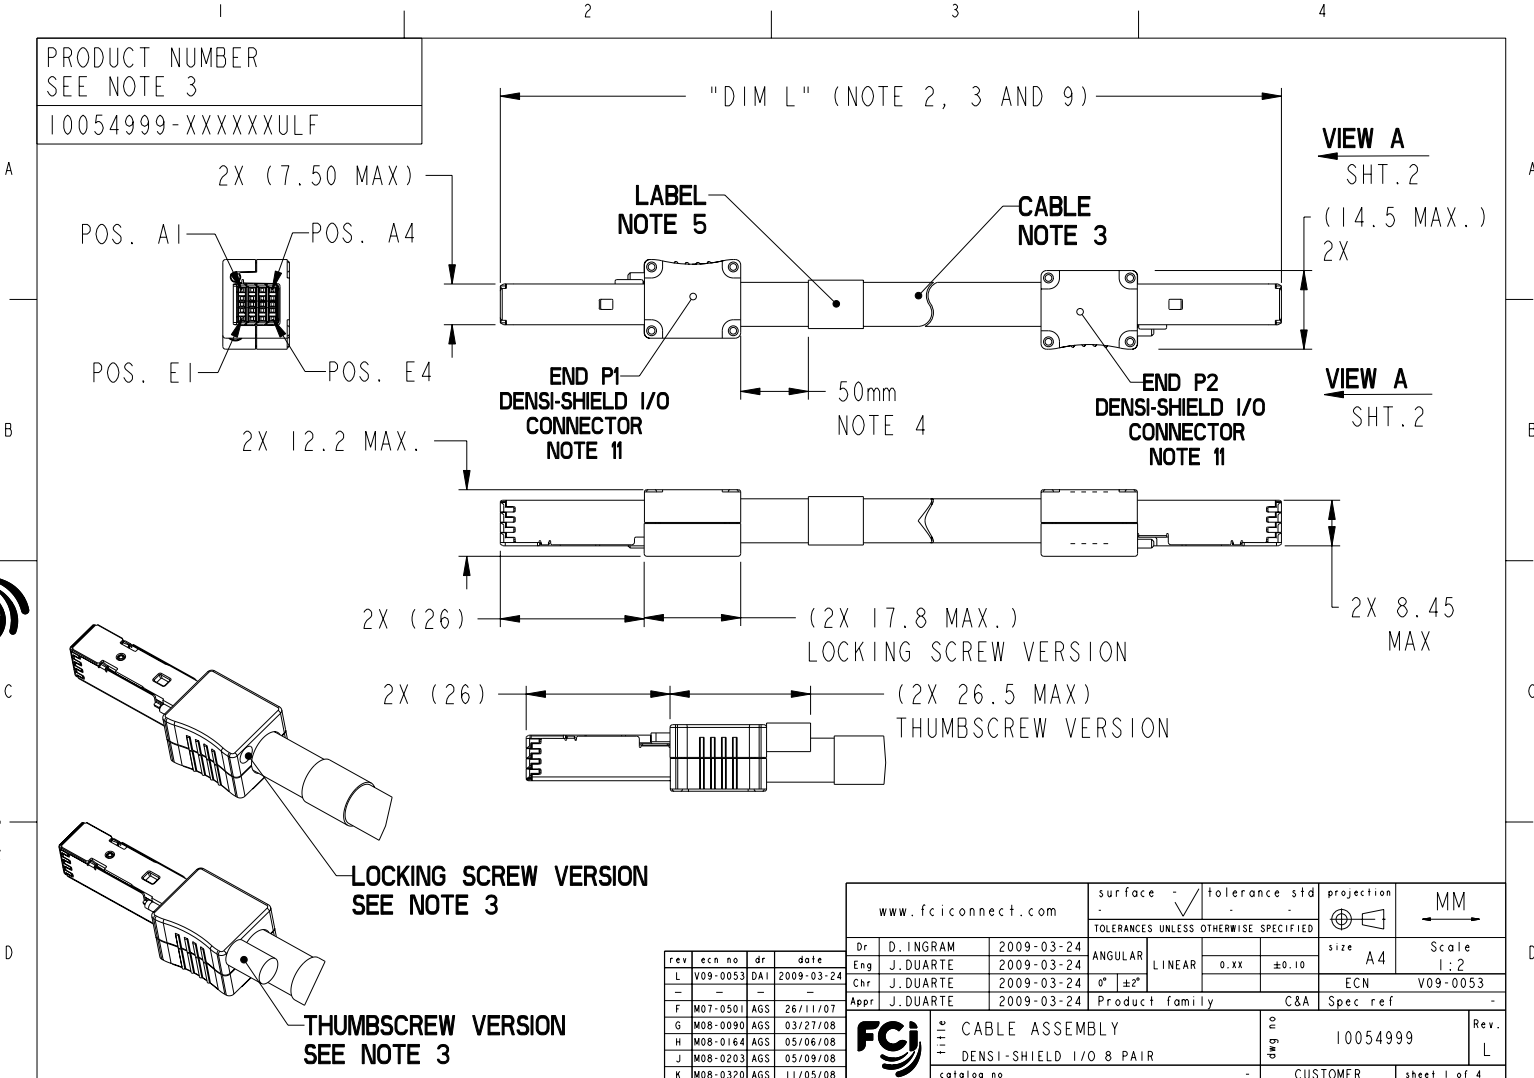 1 2 3 4
PRODUCT NUMBER
SEE NOTE 3
10054999-XXXXXXULF
"DIM L" (NOTE 2, 3 AND 9)
VIEW A
SHT.2
A
A
2X (7.50 MAX)
LABEL
NOTE 5
CABLE
NOTE 3
(14.5 MAX.)
2X
POS. A1
POS. A4
POS. E1
POS. E4
END P1
DENSI-SHIELD I/O
CONNECTOR
NOTE 11
50mm
NOTE 4
END P2
DENSI-SHIELD I/O
CONNECTOR
NOTE 11
VIEW A
SHT.2
B
B
2X 12.2 MAX.
2X (26)
(2X 17.8 MAX.)
LOCKING SCREW VERSION
2X 8.45
MAX
C
C
2X (26)
(2X 26.5 MAX)
THUMBSCREW VERSION
LOCKING SCREW VERSION
SEE NOTE 3
THUMBSCREW VERSION
SEE NOTE 3
D
D
rev ecn no dr date
L V09-0053 DAI 2009-03-24
- - - -
F M07-0501 AGS 26/11/07
G M08-0090 AGS 03/27/08
H M08-0164 AGS 05/06/08
J M08-0203 AGS 05/09/08
K M08-0320 AGS 11/05/08
www.fciconnect.com
surface -
-
tolerance std
- -
projection
MM
TOLERANCES UNLESS OTHERWISE SPECIFIED
Dr D.INGRAM 2009-03-24
Eng J.DUARTE 2009-03-24
Chr J.DUARTE 2009-03-24
Appr J.DUARTE 2009-03-24
ANGULAR
0° ±2°
LINEAR
0.XX ±0.10
size A4
Scale
1:2
ECN V09-0053
Product family C&A
Spec ref -
FCi
title
CABLE ASSEMBLY
DENSI-SHIELD I/O 8 PAIR
dwg no
10054999
Rev.
L
catalog no -
CUSTOMER
sheet 1 of 4